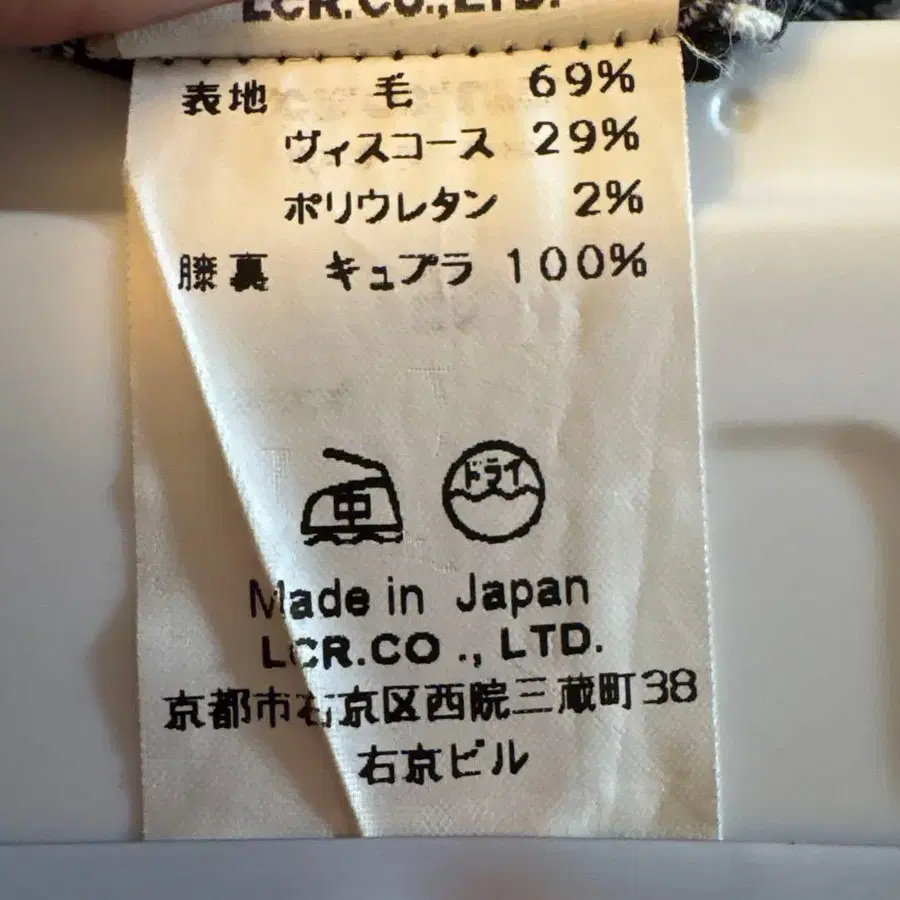 LCR.CO.,LTD.
表地 毛 69%
ヴィスコース 29%
ポリウレタン 2%
膝裏 キュプラ 100%
中 ドライ
Made in Japan
LCR.CO.,LTD.
京都市右京区西院三蔵町38
右京ビル